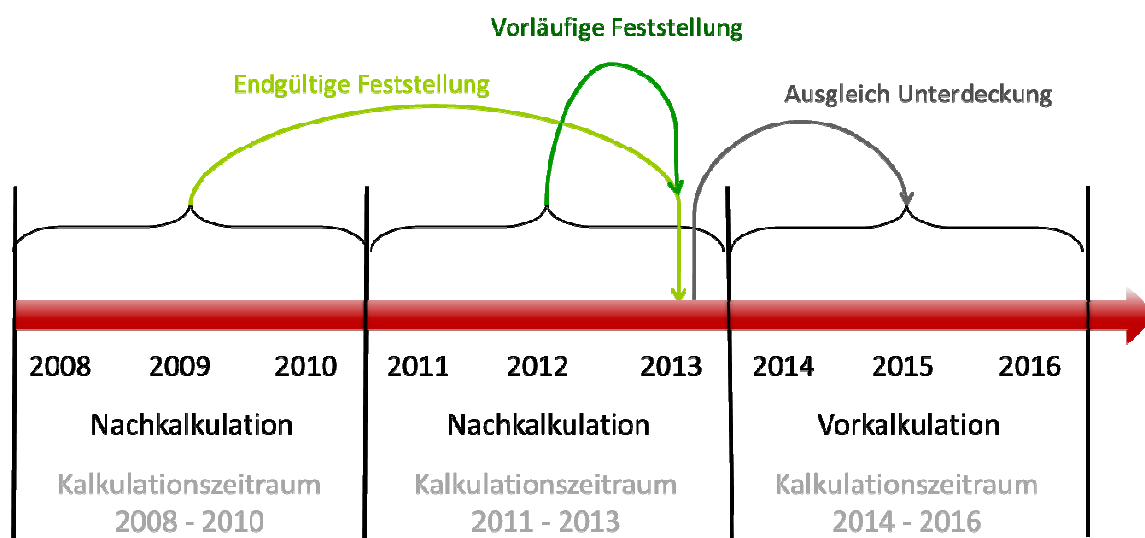 Vorläufige Feststellung
Endgültige Feststellung
Ausgleich Unterdeckung
2008 2009 2010 2011 2012 2013 2014 2015 2016
Nachkalkulation Nachkalkulation Vorkalkulation
Kalkulationszeitraum Kalkulationszeitraum Kalkulationszeitraum
2008 - 2010 2011 - 2013 2014 - 2016